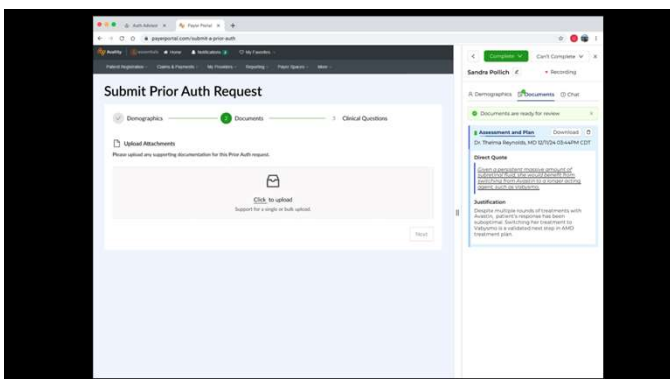 Auth Advisor × Payer Portal × +
payerportal.com/submit-a-prior-auth
Availity Essentials Home Notifications My Favorites
Patient Registration Claims & Payments My Providers Reporting Payer Spaces More
Submit Prior Auth Request
Demographics 2 Documents 3 Clinical Questions
Upload Attachments
Please upload any supporting documentation for this Prior Auth request.
Click to upload
Support for a single or bulk upload.
Next
Complete Can't Complete ×
Sandra Pollich Recording
Demographics Documents Chat
Documents are ready for review
Assessment and Plan Download
Dr. Thelma Reynolds, MD 12/11/24 03:44PM CDT
Direct Quote
Given a persistent massive amount of
subretinal fluid, she would benefit from
switching from Avastin to a longer acting
agent, such as Vabysmo.
Justification
Despite multiple rounds of treatments with
Avastin, patient's response has been
suboptimal. Switching her treatment to
Vabysmo is a validated next step in AMD
treatment plan.